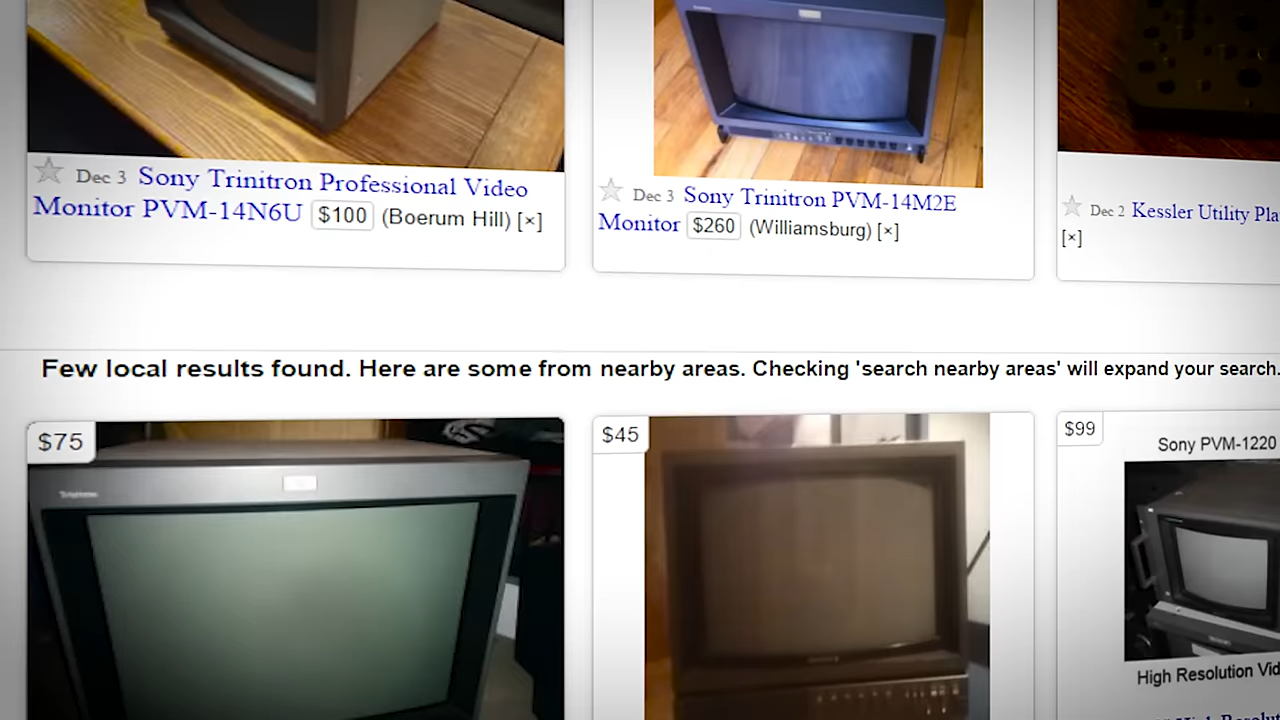 Dec 3 Sony Trinitron Professional Video
Monitor PVM-14N6U $100 (Boerum Hill) [×]
Dec 3 Sony Trinitron PVM-14M2E
Monitor $260 (Williamsburg) [×]
Dec 2 Kessler Utility Pla
[×]
Few local results found. Here are some from nearby areas. Checking 'search nearby areas' will expand your search.
$75
Trinitron
$45
$99
Sony PVM-1220
High Resolution Vid